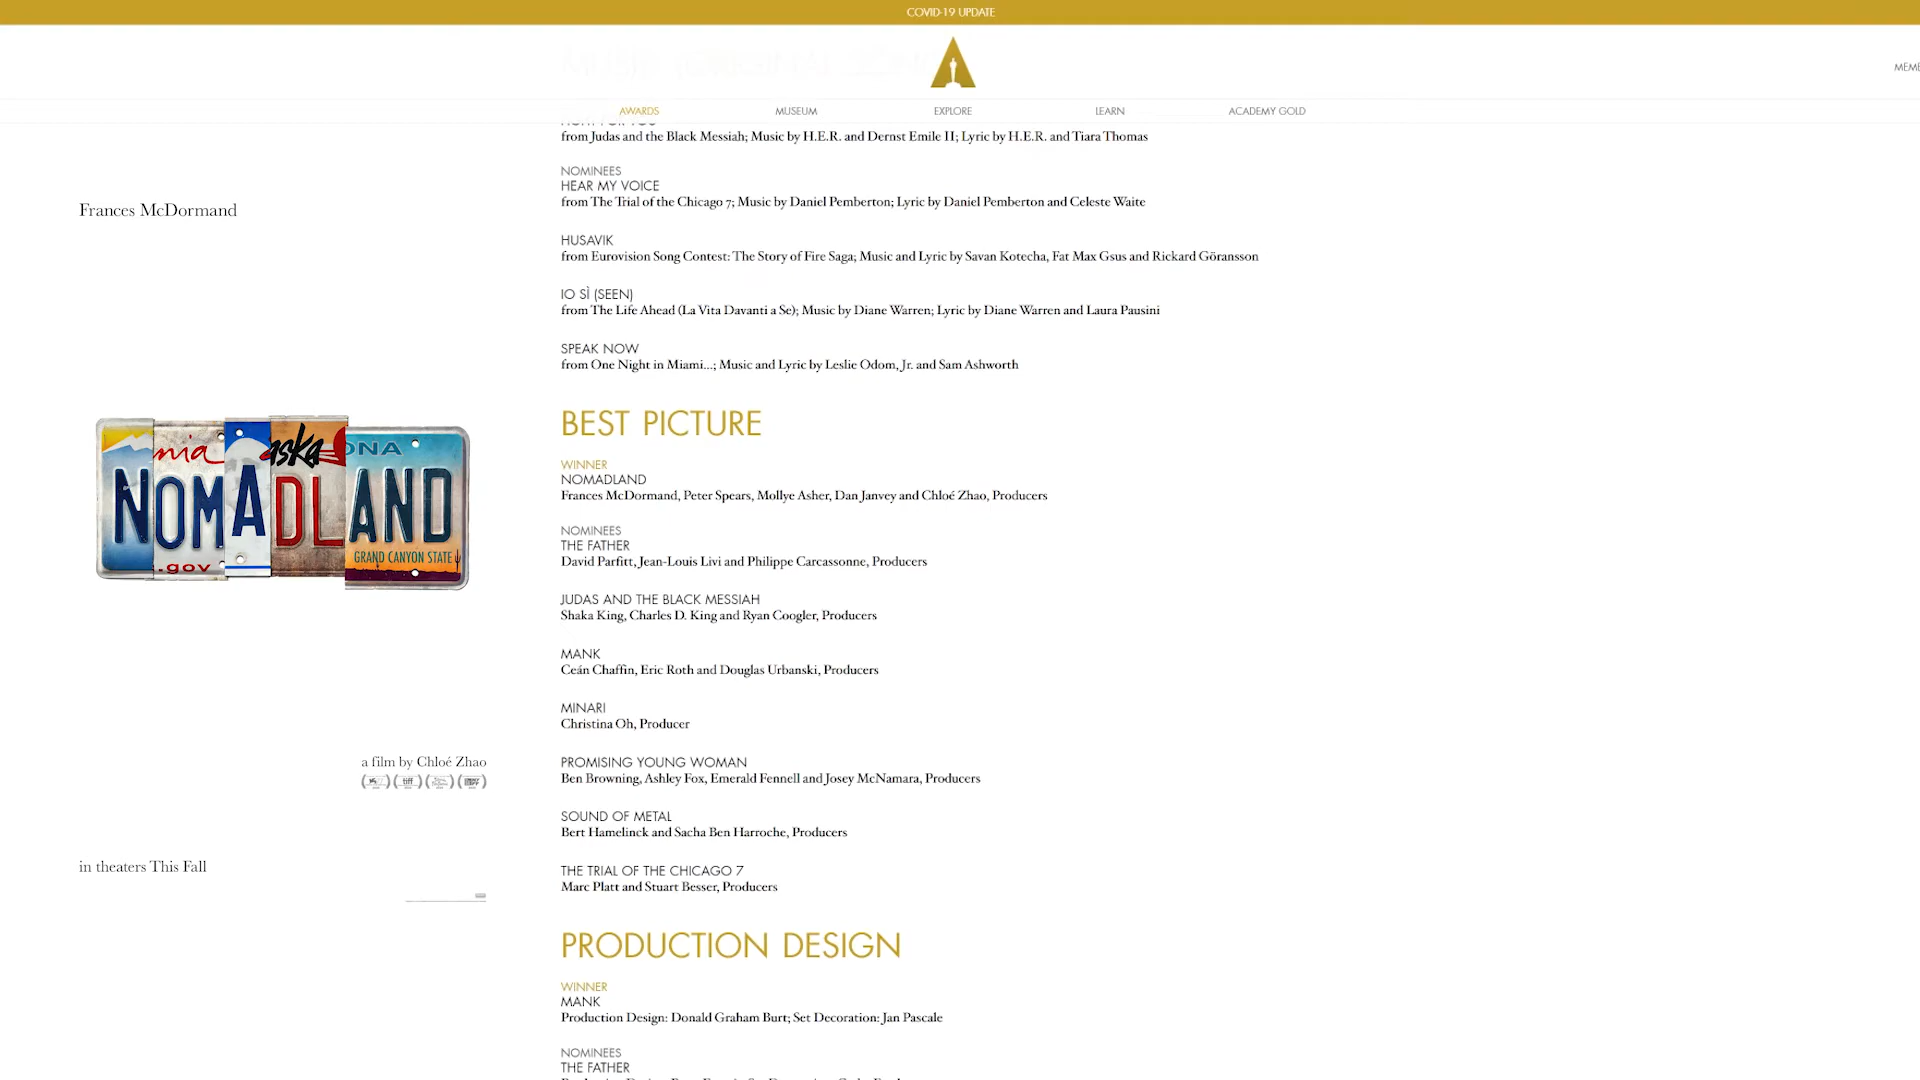 COVID-19 UPDATE
MEMB
AWARDS MUSEUM EXPLORE LEARN ACADEMY GOLD
from Judas and the Black Messiah; Music by H.E.R. and Dernst Emile II; Lyric by H.E.R. and Tiara Thomas
NOMINEES
HEAR MY VOICE
from The Trial of the Chicago 7; Music by Daniel Pemberton; Lyric by Daniel Pemberton and Celeste Waite
HUSAVIK
from Eurovision Song Contest: The Story of Fire Saga; Music and Lyric by Savan Kotecha, Fat Max Gsus and Rickard Göransson
IO SÌ (SEEN)
from The Life Ahead (La Vita Davanti a Se); Music by Diane Warren; Lyric by Diane Warren and Laura Pausini
SPEAK NOW
from One Night in Miami...; Music and Lyric by Leslie Odom, Jr. and Sam Ashworth
BEST PICTURE
WINNER
NOMADLAND
Frances McDormand, Peter Spears, Mollye Asher, Dan Janvey and Chloé Zhao, Producers
NOMINEES
THE FATHER
David Parfitt, Jean-Louis Livi and Philippe Carcassonne, Producers
JUDAS AND THE BLACK MESSIAH
Shaka King, Charles D. King and Ryan Coogler, Producers
MANK
Ceán Chaffin, Eric Roth and Douglas Urbanski, Producers
MINARI
Christina Oh, Producer
PROMISING YOUNG WOMAN
Ben Browning, Ashley Fox, Emerald Fennell and Josey McNamara, Producers
SOUND OF METAL
Bert Hamelinck and Sacha Ben Harroche, Producers
THE TRIAL OF THE CHICAGO 7
Marc Platt and Stuart Besser, Producers
PRODUCTION DESIGN
WINNER
MANK
Production Design: Donald Graham Burt; Set Decoration: Jan Pascale
NOMINEES
THE FATHER
Frances McDormand
nia aska ONA
NOMADLAND
.gov GRAND CANYON STATE
a film by Chloé Zhao
in theaters This Fall